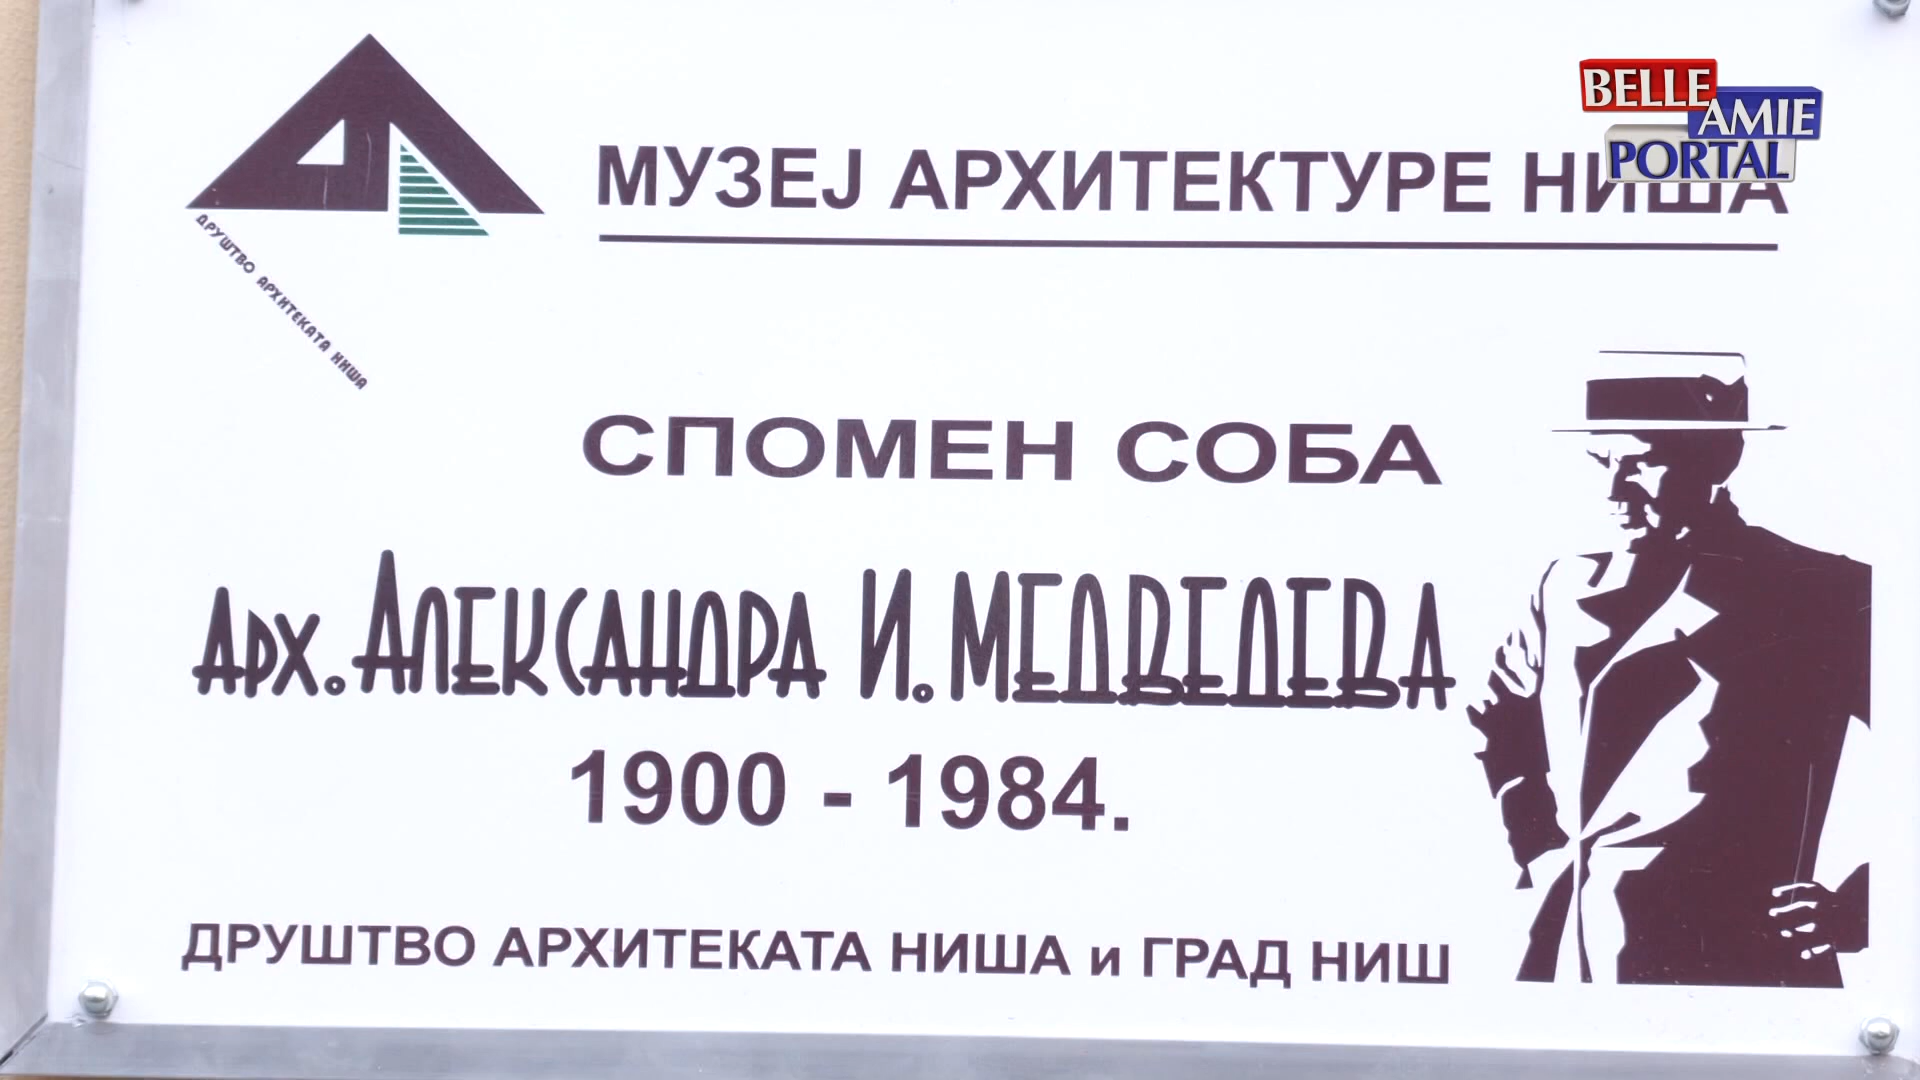 BELLE
AMIE
PORTAL
МУЗЕЈ АРХИТЕКТУРЕ НИША
ДРУШТВО АРХИТЕКАТА НИША
СПОМЕН СОБА
Арх. Александра И. МЕДВЕДЕВА
1900 - 1984.
ДРУШТВО АРХИТЕКАТА НИША и ГРАД НИШ